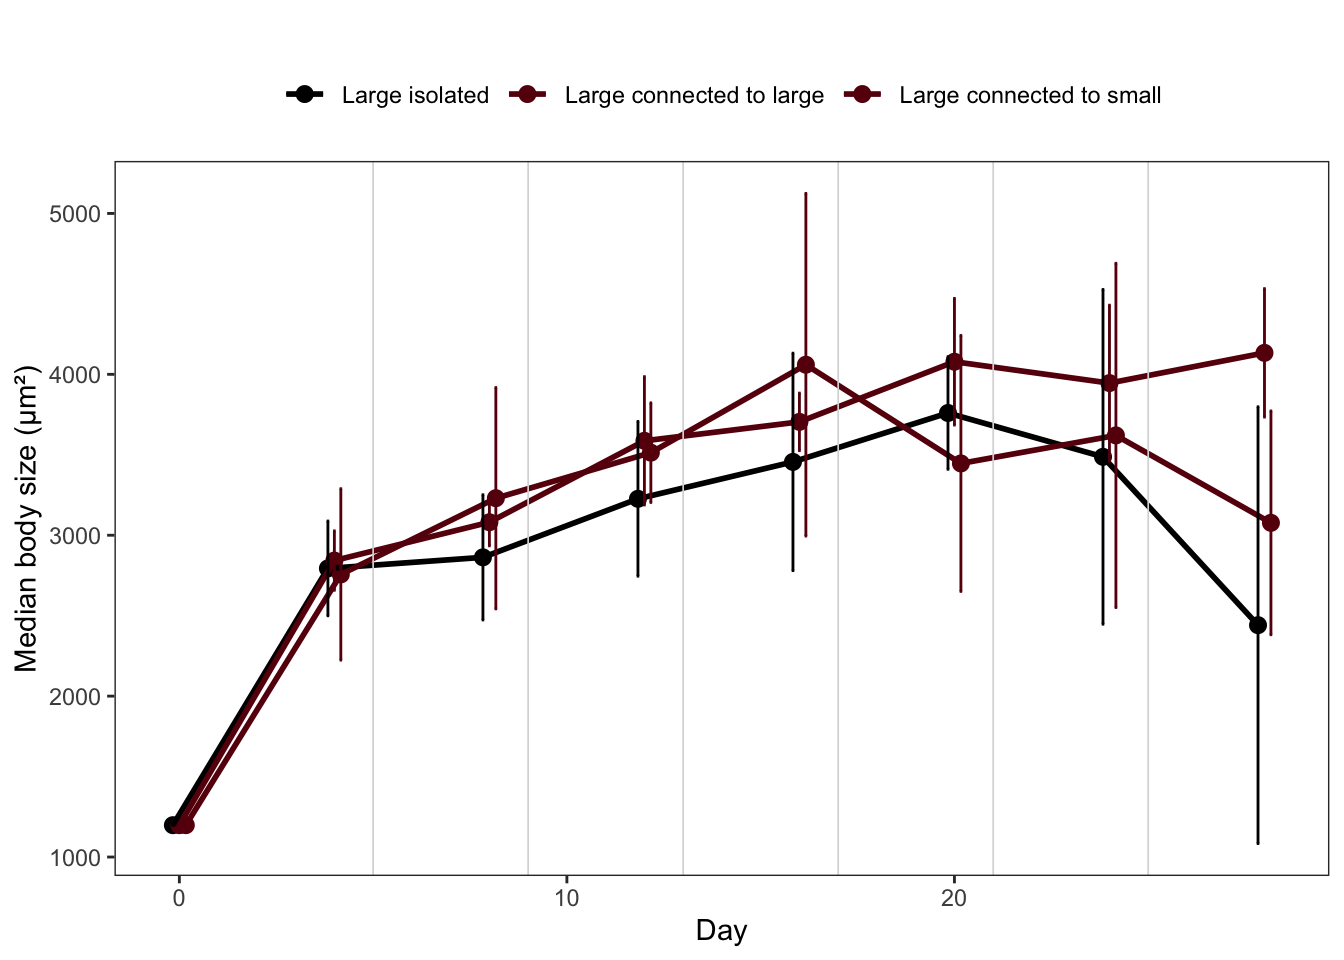 Large isolated Large connected to large Large connected to small
5000
4000
3000
2000
1000
Median body size (μm²)
0 10 20
Day